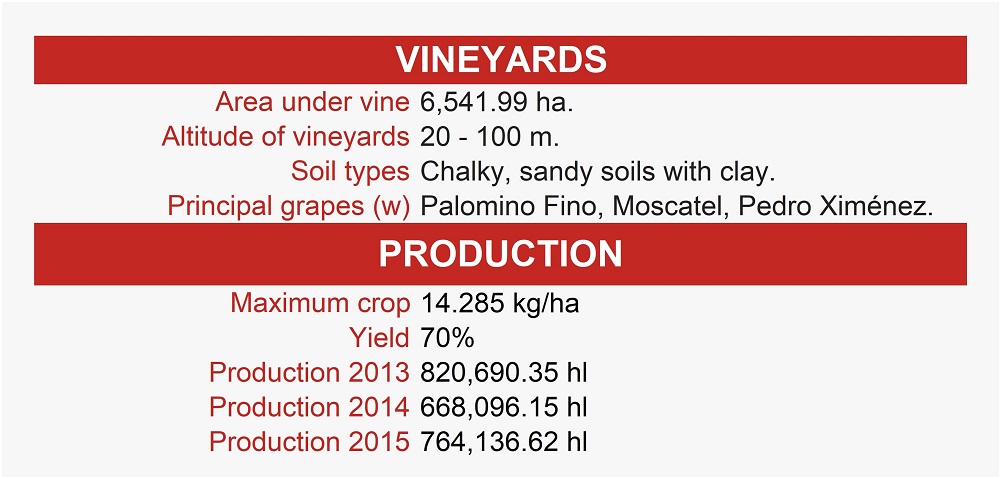 VINEYARDS
Area under vine 6,541.99 ha.
Altitude of vineyards 20 - 100 m.
Soil types Chalky, sandy soils with clay.
Principal grapes (w) Palomino Fino, Moscatel, Pedro Ximénez.
PRODUCTION
Maximum crop 14.285 kg/ha
Yield 70%
Production 2013 820,690.35 hl
Production 2014 668,096.15 hl
Production 2015 764,136.62 hl